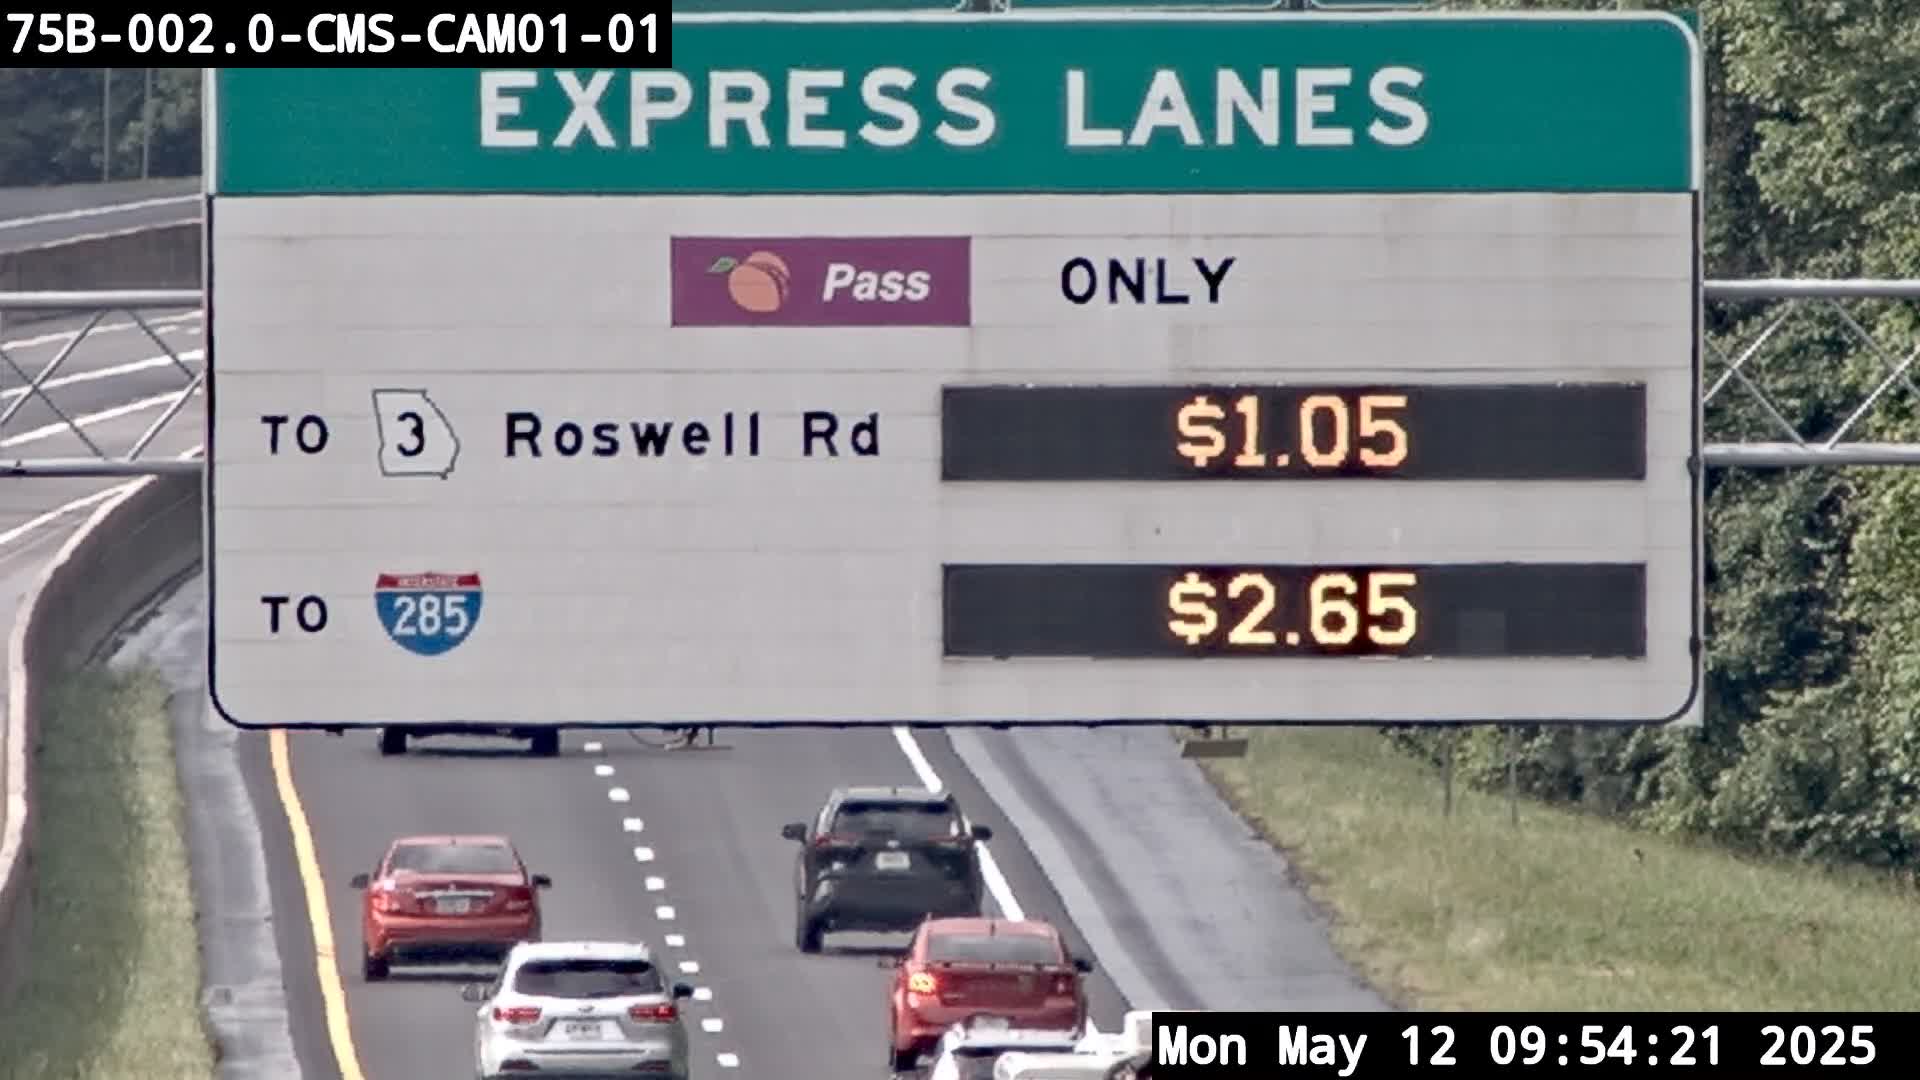 75B-002.0-CMS-CAM01-01
EXPRESS LANES
Pass ONLY
TO 3 Roswell Rd $1.05
TO 285 $2.65
Mon May 12 09:54:21 2025